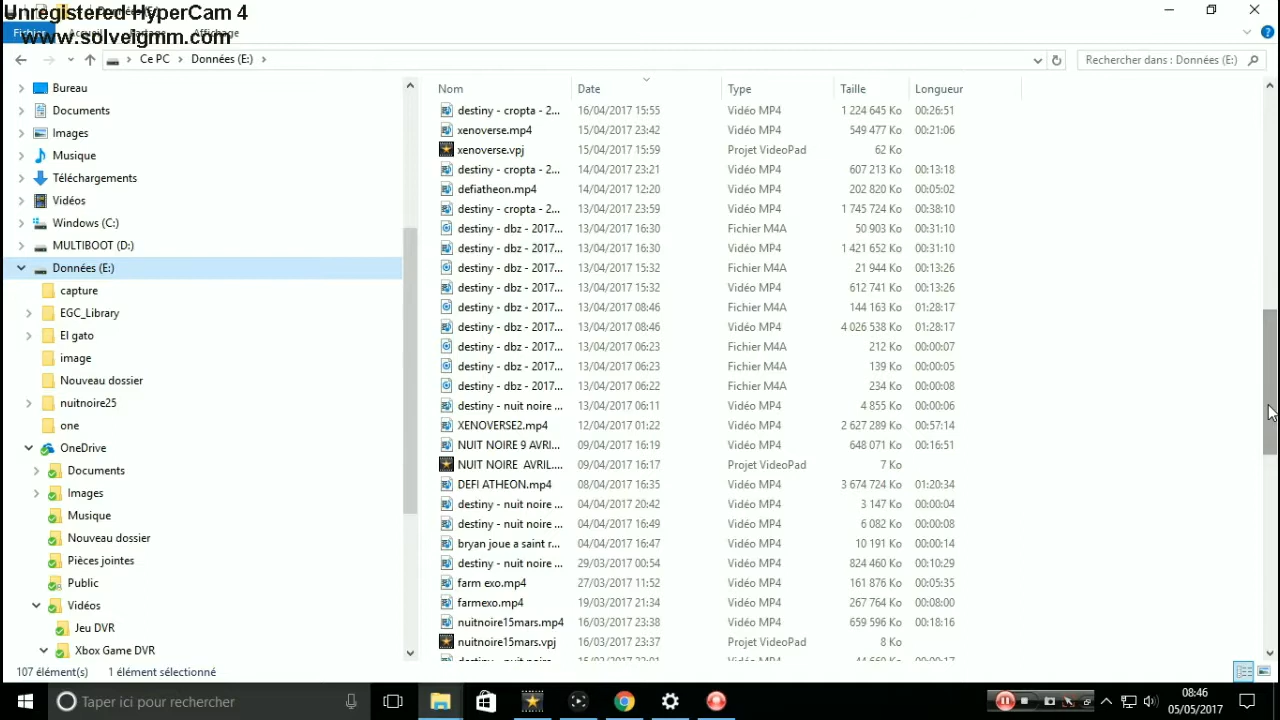 Unregistered HyperCam 4
www.solveigmm.com
Fichier
Affichage
Ce PC > Données (E:) >
Rechercher dans : Données (E:)
Bureau
Documents
Images
Musique
Téléchargements
Vidéos
Windows (C:)
MULTIBOOT (D:)
Données (E:)
capture
EGC_Library
El gato
image
Nouveau dossier
nuitnoire25
one
OneDrive
Documents
Images
Musique
Nouveau dossier
Pièces jointes
Public
Vidéos
Jeu DVR
Xbox Game DVR
Nom Date Type Taille Longueur
destiny - cropta - 2... 16/04/2017 15:55 Vidéo MP4 1 224 645 Ko 00:26:51
xenoverse.mp4 15/04/2017 23:42 Vidéo MP4 549 477 Ko 00:21:06
xenoverse.vpj 15/04/2017 15:59 Projet VideoPad 62 Ko
destiny - cropta - 2... 14/04/2017 23:21 Vidéo MP4 607 213 Ko 00:13:18
defiatheon.mp4 14/04/2017 12:20 Vidéo MP4 202 820 Ko 00:05:02
destiny - cropta - 2... 13/04/2017 23:59 Vidéo MP4 1 745 724 Ko 00:38:10
destiny - dbz - 2017... 13/04/2017 16:30 Fichier M4A 50 903 Ko 00:31:10
destiny - dbz - 2017... 13/04/2017 16:30 Vidéo MP4 1 421 652 Ko 00:31:10
destiny - dbz - 2017... 13/04/2017 15:32 Fichier M4A 21 944 Ko 00:13:26
destiny - dbz - 2017... 13/04/2017 15:32 Vidéo MP4 612 741 Ko 00:13:26
destiny - dbz - 2017... 13/04/2017 08:46 Fichier M4A 144 163 Ko 01:28:17
destiny - dbz - 2017... 13/04/2017 08:46 Vidéo MP4 4 026 538 Ko 01:28:17
destiny - dbz - 2017... 13/04/2017 06:23 Fichier M4A 212 Ko 00:00:07
destiny - dbz - 2017... 13/04/2017 06:23 Fichier M4A 139 Ko 00:00:05
destiny - dbz - 2017... 13/04/2017 06:22 Fichier M4A 234 Ko 00:00:08
destiny - nuit noire ... 13/04/2017 06:11 Vidéo MP4 4 855 Ko 00:00:06
XENOVERSE2.mp4 12/04/2017 01:22 Vidéo MP4 2 627 289 Ko 00:57:14
NUIT NOIRE 9 AVRI... 09/04/2017 16:19 Vidéo MP4 648 071 Ko 00:16:51
NUIT NOIRE AVRIL.... 09/04/2017 16:17 Projet VideoPad 7 Ko
DEFI ATHEON.mp4 08/04/2017 16:35 Vidéo MP4 3 674 724 Ko 01:20:34
destiny - nuit noire ... 04/04/2017 20:42 Vidéo MP4 3 147 Ko 00:00:04
destiny - nuit noire ... 04/04/2017 16:49 Vidéo MP4 6 082 Ko 00:00:08
bryan joue a saint r... 04/04/2017 16:47 Vidéo MP4 10 191 Ko 00:00:14
destiny - nuit noire ... 29/03/2017 00:54 Vidéo MP4 824 460 Ko 00:10:29
farm exo.mp4 27/03/2017 11:52 Vidéo MP4 161 876 Ko 00:05:35
farmexo.mp4 19/03/2017 21:34 Vidéo MP4 267 764 Ko 00:08:00
nuitnoire15mars.mp4 16/03/2017 23:38 Vidéo MP4 659 596 Ko 00:18:16
nuitnoire15mars.vpj 16/03/2017 23:37 Projet VideoPad 8 Ko
107 élément(s) 1 élément sélectionné
Taper ici pour rechercher
08:46
05/05/2017